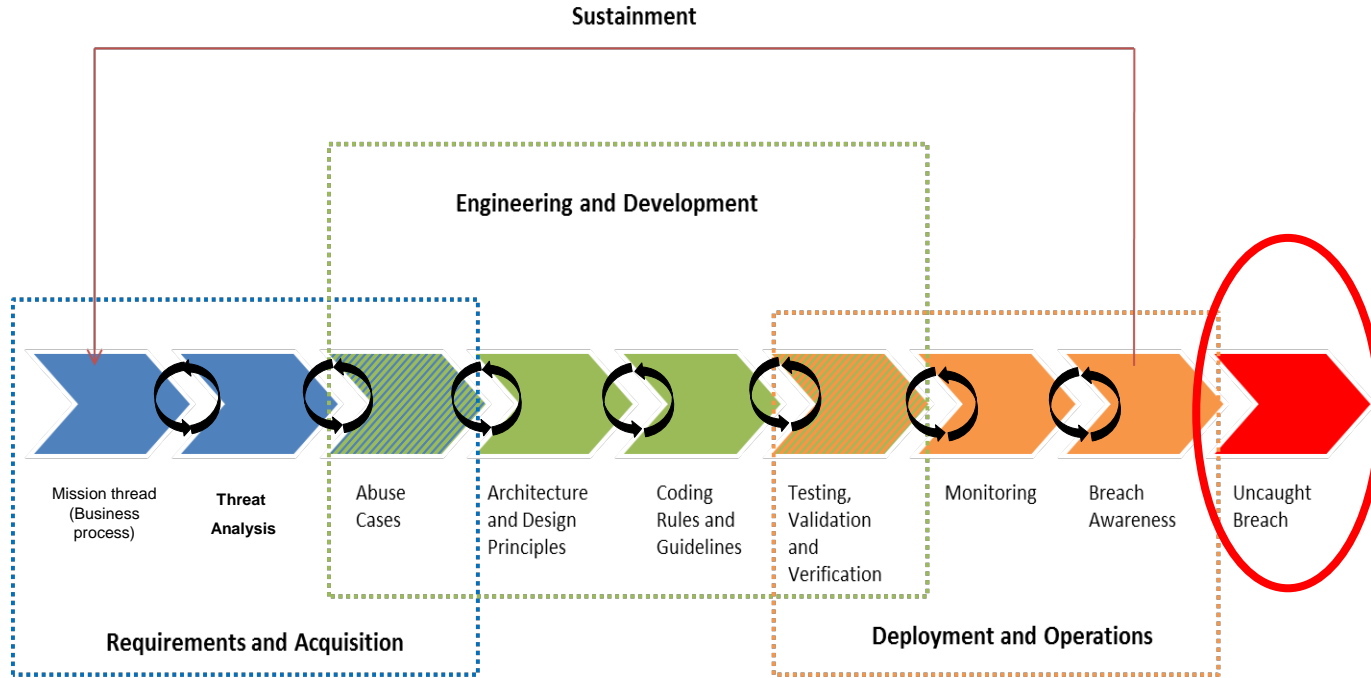 Sustainment
Engineering and Development
Mission thread
(Business
process)
Threat
Analysis
Abuse
Cases
Architecture
and Design
Principles
Coding
Rules and
Guidelines
Testing,
Validation
and
Verification
Monitoring
Breach
Awareness
Uncaught
Breach
Requirements and Acquisition
Deployment and Operations